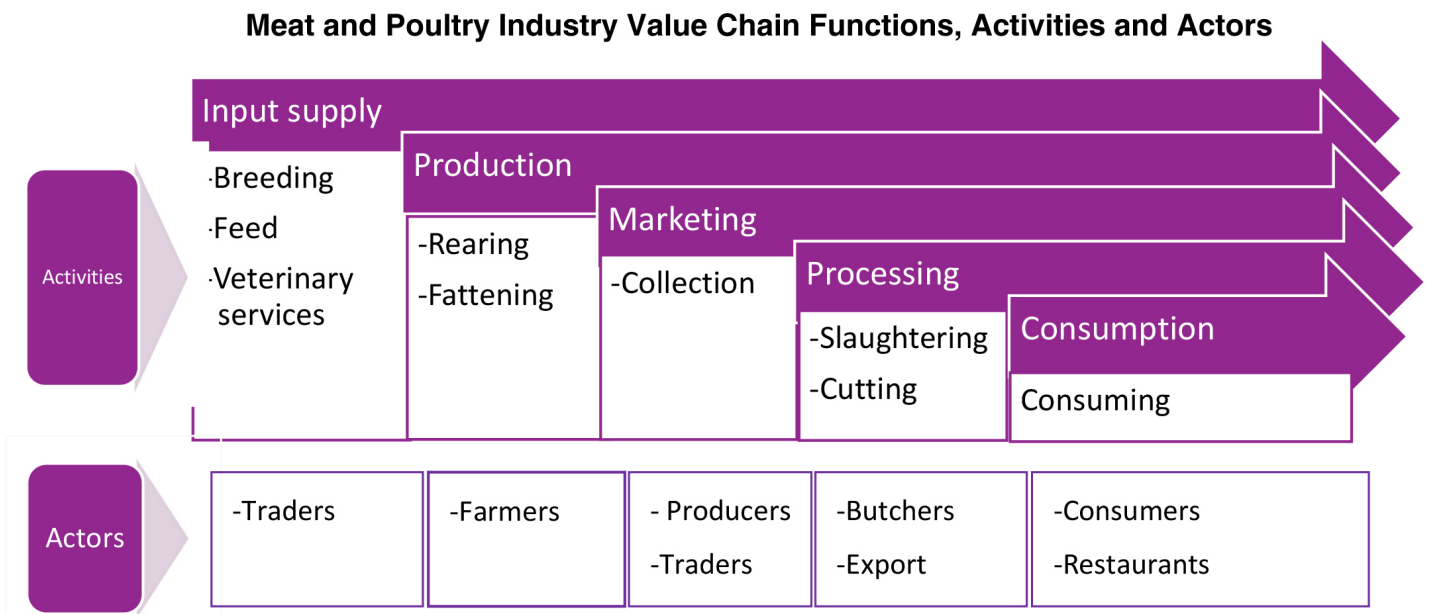 Meat and Poultry Industry Value Chain Functions, Activities and Actors
Input supply
·Breeding
·Feed
·Veterinary
services
Production
-Rearing
-Fattening
Marketing
-Collection
Processing
-Slaughtering
-Cutting
Consumption
Consuming
Activities
Actors
-Traders
-Farmers
- Producers
-Traders
-Butchers
-Export
-Consumers
-Restaurants